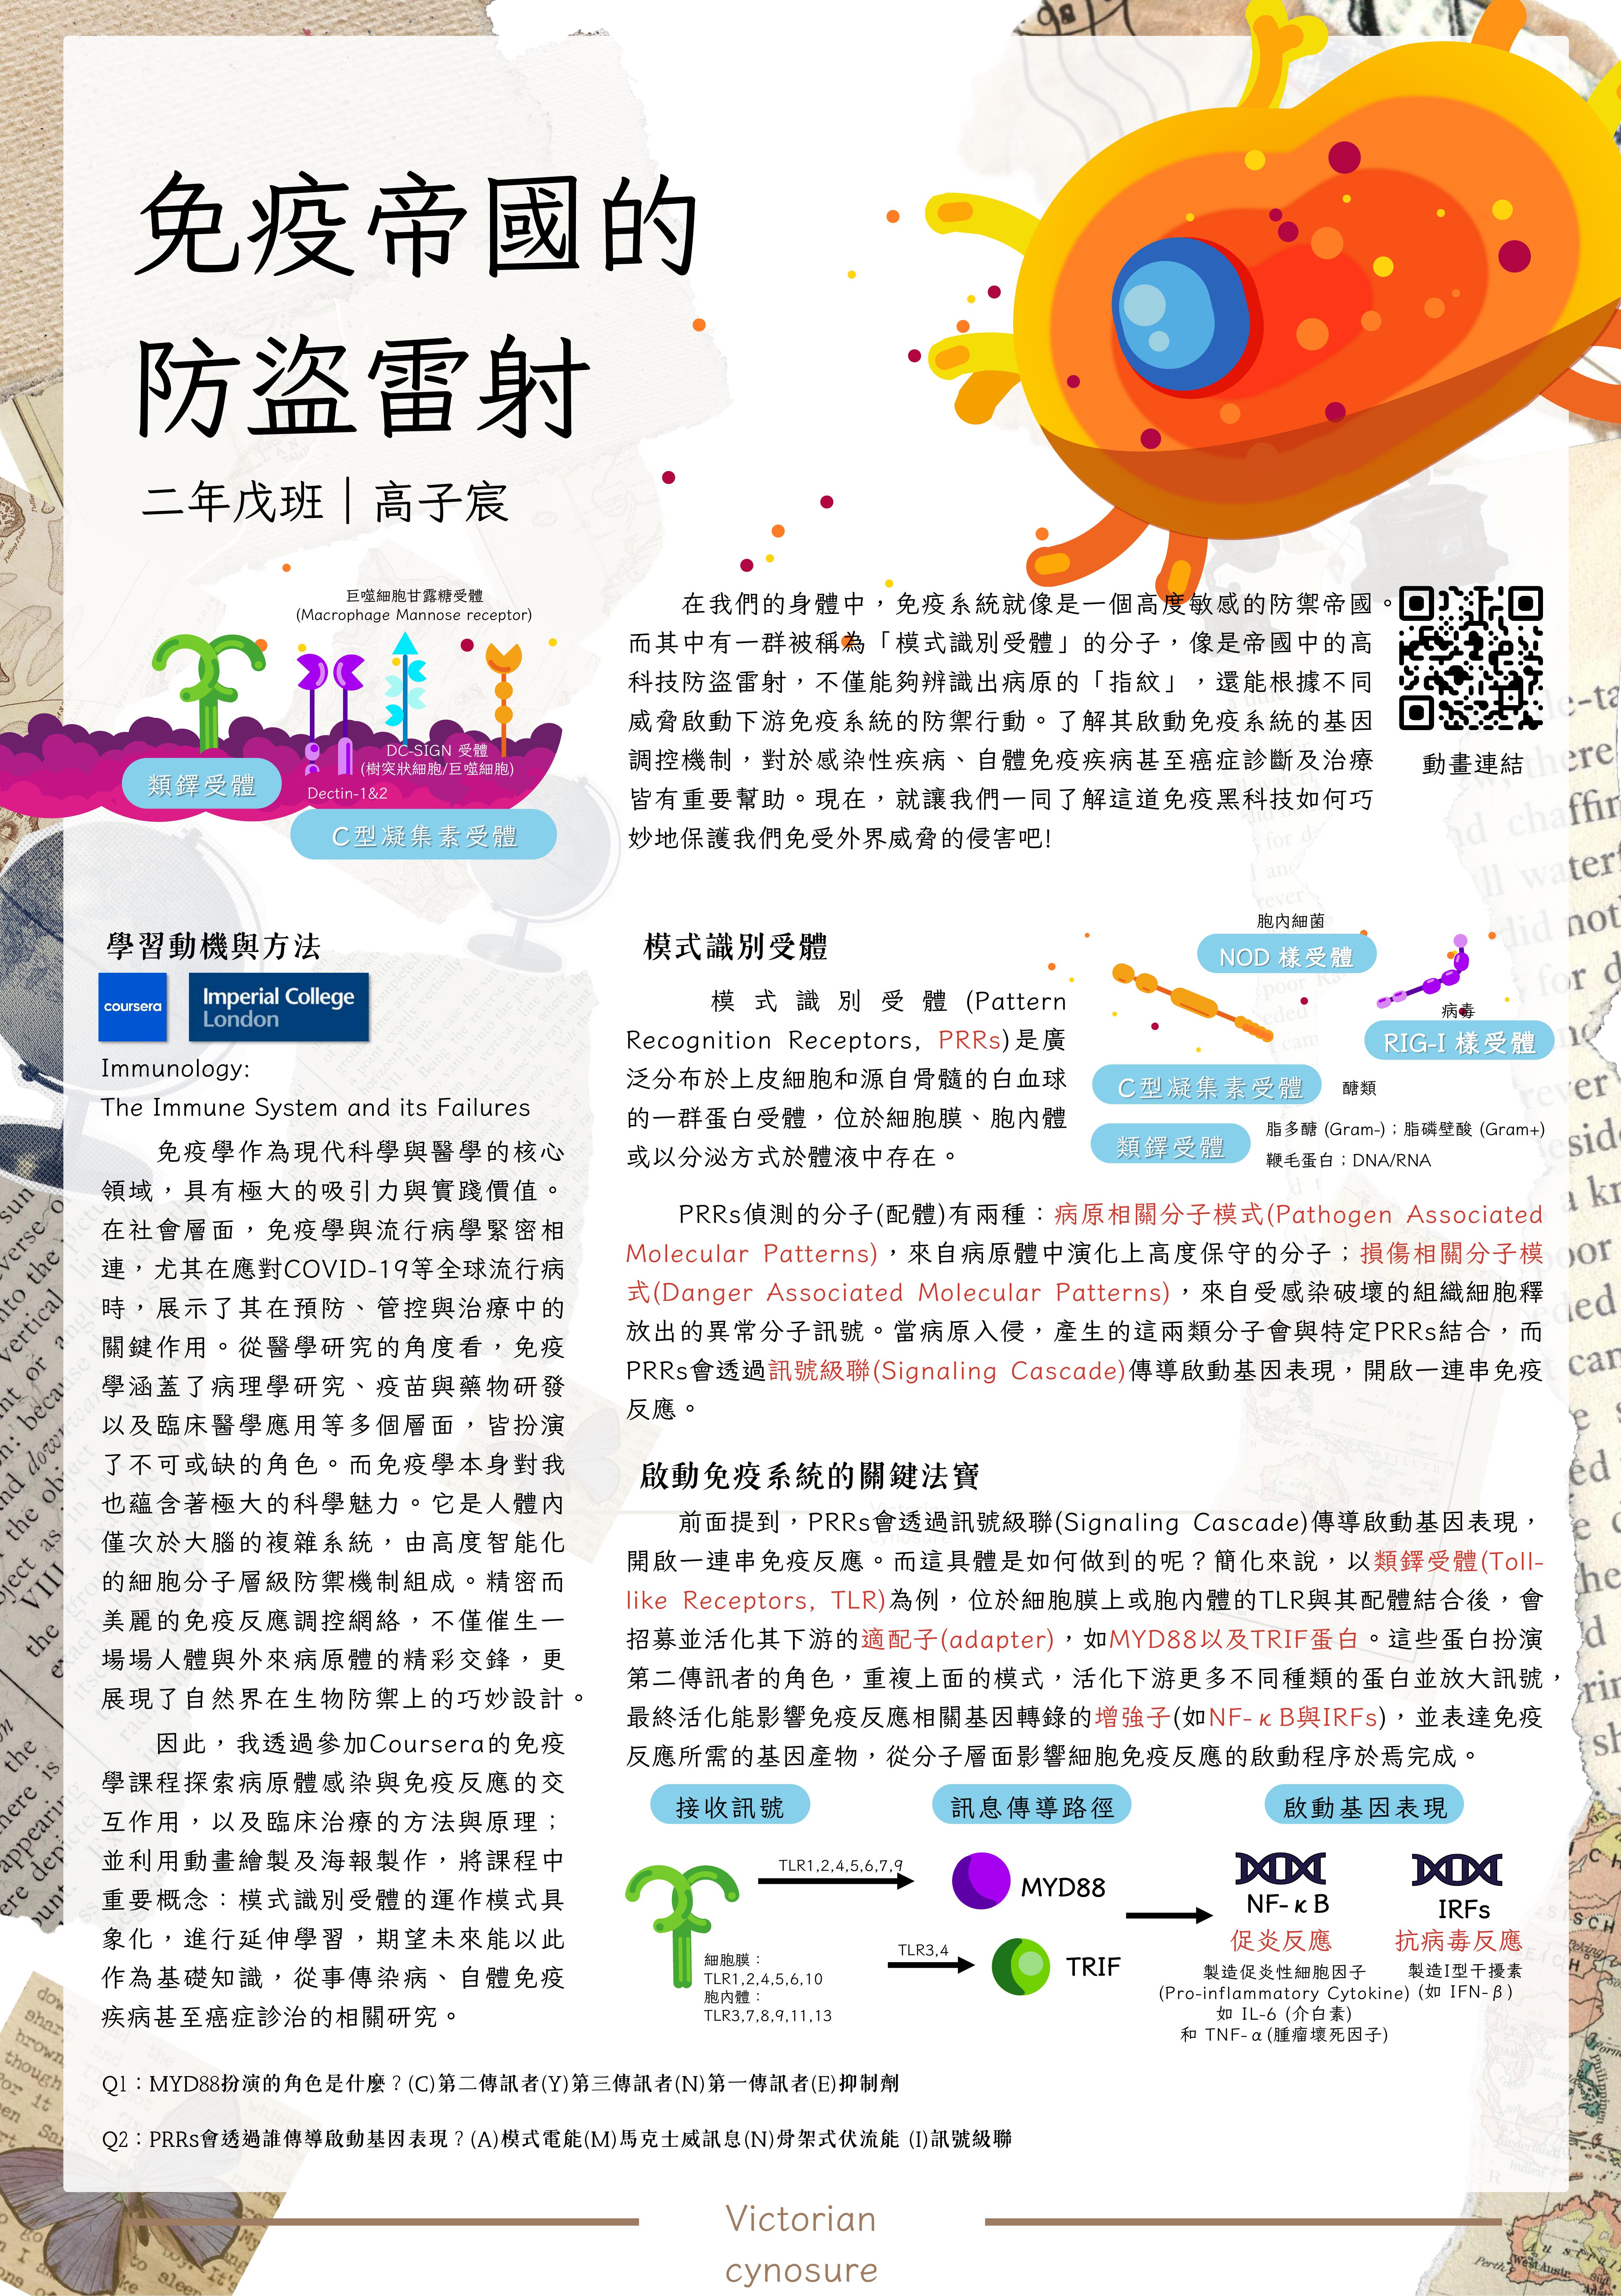 免疫帝國的
防盜雷射
二年戊班｜高子宸
巨噬細胞甘露糖受體
(Macrophage Mannose receptor)
DC-SIGN 受體
(樹突狀細胞/巨噬細胞)
類鐸受體
Dectin-1&2
C型凝集素受體
在我們的身體中，免疫系統就像是一個高度敏感的防禦帝國。
而其中有一群被稱為「模式識別受體」的分子，像是帝國中的高
科技防盜雷射，不僅能夠辨識出病原的「指紋」，還能根據不同
威脅啟動下游免疫系統的防禦行動。了解其啟動免疫系統的基因
調控機制，對於感染性疾病、自體免疫疾病甚至癌症診斷及治療
皆有重要幫助。現在，就讓我們一同了解這道免疫黑科技如何巧
妙地保護我們免受外界威脅的侵害吧!
動畫連結
學習動機與方法
coursera
Imperial College
London
Immunology:
The Immune System and its Failures
免疫學作為現代科學與醫學的核心
領域，具有極大的吸引力與實踐價值。
在社會層面，免疫學與流行病學緊密相
連，尤其在應對COVID-19等全球流行病
時，展示了其在預防、管控與治療中的
關鍵作用。從醫學研究的角度看，免疫
學涵蓋了病理學研究、疫苗與藥物研發
以及臨床醫學應用等多個層面，皆扮演
了不可或缺的角色。而免疫學本身對我
也蘊含著極大的科學魅力。它是人體內
僅次於大腦的複雜系統，由高度智能化
的細胞分子層級防禦機制組成。精密而
美麗的免疫反應調控網絡，不僅催生一
場場人體與外來病原體的精彩交鋒，更
展現了自然界在生物防禦上的巧妙設計。
因此，我透過參加Coursera的免疫
學課程探索病原體感染與免疫反應的交
互作用，以及臨床治療的方法與原理；
並利用動畫繪製及海報製作，將課程中
重要概念：模式識別受體的運作模式具
象化，進行延伸學習，期望未來能以此
作為基礎知識，從事傳染病、自體免疫
疾病甚至癌症診治的相關研究。
模式識別受體
模式識別受體(Pattern
Recognition Receptors, PRRs)是廣
泛分布於上皮細胞和源自骨髓的白血球
的一群蛋白受體，位於細胞膜、胞內體
或以分泌方式於體液中存在。
胞內細菌
NOD 樣受體
病毒
RIG-I 樣受體
C型凝集素受體
醣類
類鐸受體
脂多醣 (Gram-)；脂磷壁酸 (Gram+)
鞭毛蛋白；DNA/RNA
PRRs偵測的分子(配體)有兩種：病原相關分子模式(Pathogen Associated
Molecular Patterns)，來自病原體中演化上高度保守的分子；損傷相關分子模
式(Danger Associated Molecular Patterns)，來自受感染破壞的組織細胞釋
放出的異常分子訊號。當病原入侵，產生的這兩類分子會與特定PRRs結合，而
PRRs會透過訊號級聯(Signaling Cascade)傳導啟動基因表現，開啟一連串免疫
反應。
啟動免疫系統的關鍵法寶
前面提到，PRRs會透過訊號級聯(Signaling Cascade)傳導啟動基因表現，
開啟一連串免疫反應。而這具體是如何做到的呢？簡化來說，以類鐸受體(Toll-
like Receptors, TLR)為例，位於細胞膜上或胞內體的TLR與其配體結合後，會
招募並活化其下游的適配子(adapter)，如MYD88以及TRIF蛋白。這些蛋白扮演
第二傳訊者的角色，重複上面的模式，活化下游更多不同種類的蛋白並放大訊號，
最終活化能影響免疫反應相關基因轉錄的增強子(如NF-κB與IRFs)，並表達免疫
反應所需的基因產物，從分子層面影響細胞免疫反應的啟動程序於焉完成。
接收訊號
訊息傳導路徑
啟動基因表現
TLR1,2,4,5,6,7,9
MYD88
NF-κB
IRFs
促炎反應
抗病毒反應
TLR3,4
TRIF
細胞膜：
TLR1,2,4,5,6,10
胞內體：
TLR3,7,8,9,11,13
製造促炎性細胞因子
(Pro-inflammatory Cytokine)
如 IL-6 (介白素)
和 TNF-α(腫瘤壞死因子)
製造I型干擾素
(如 IFN-β)
Q1：MYD88扮演的角色是什麼？(C)第二傳訊者(Y)第三傳訊者(N)第一傳訊者(E)抑制劑
Q2：PRRs會透過誰傳導啟動基因表現？(A)模式電能(M)馬克士威訊息(N)骨架式伏流能 (I)訊號級聯
Victorian
cynosure